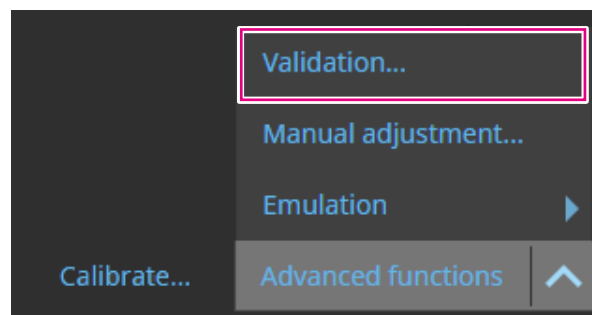 Validation...
Manual adjustment...
Emulation
Calibrate... Advanced functions